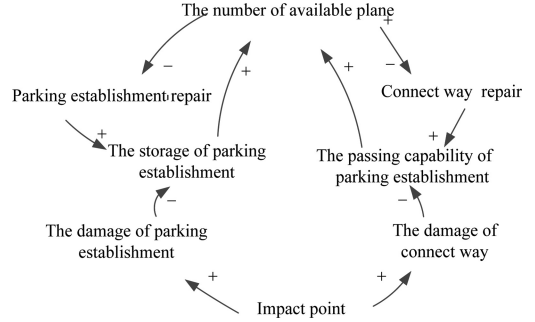 The number of available plane
+
−
+
−
+
Parking establishment repair
Connect way repair
+
+
The storage of parking
establishment
The passing capability of
parking establishment
−
−
The damage of parking
establishment
The damage of
connect way
+
+
Impact point